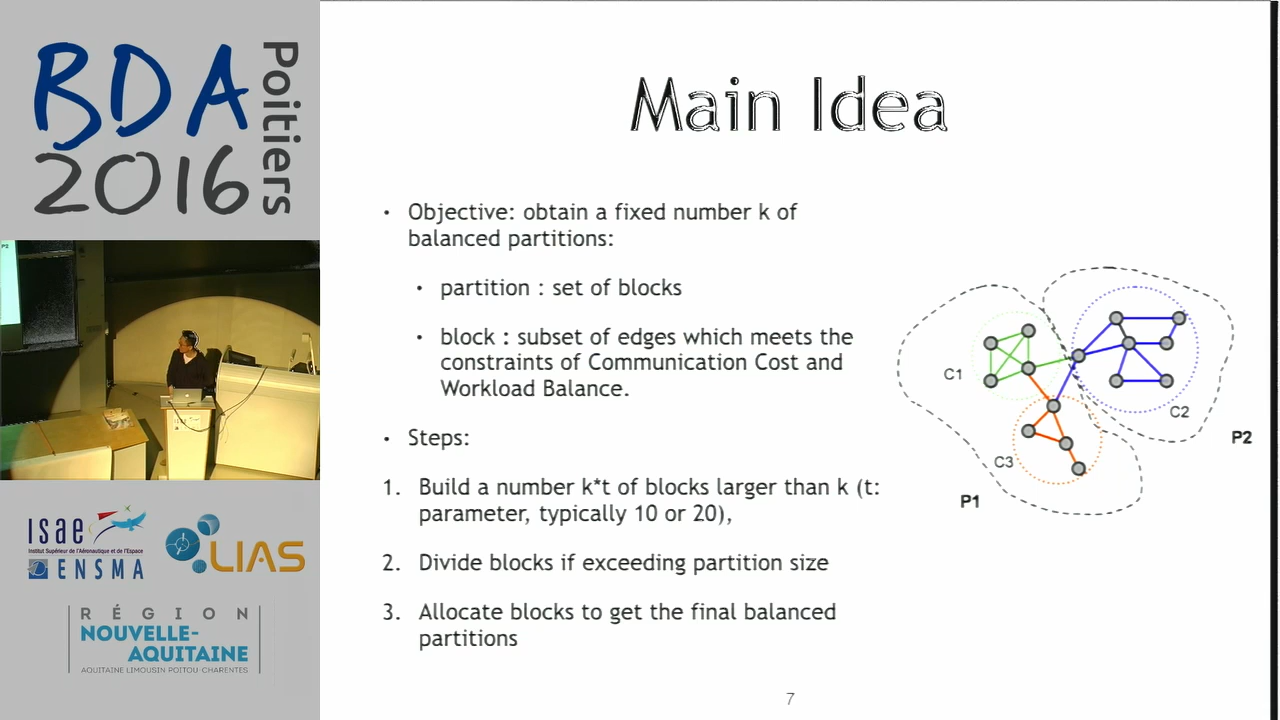 BDA
2016
Poitiers
isae
Institut Supérieur de l'Aéronautique et de l'Espace
ENSMA
LIAS
RÉGION
NOUVELLE-
AQUITAINE
AQUITAINE LIMOUSIN POITOU-CHARENTES
Main Idea
• Objective: obtain a fixed number k of
balanced partitions:
• partition : set of blocks
• block : subset of edges which meets the
constraints of Communication Cost and
Workload Balance.
• Steps:
1. Build a number k*t of blocks larger than k (t:
parameter, typically 10 or 20),
2. Divide blocks if exceeding partition size
3. Allocate blocks to get the final balanced
partitions
C1
C2
P2
C3
P1
7